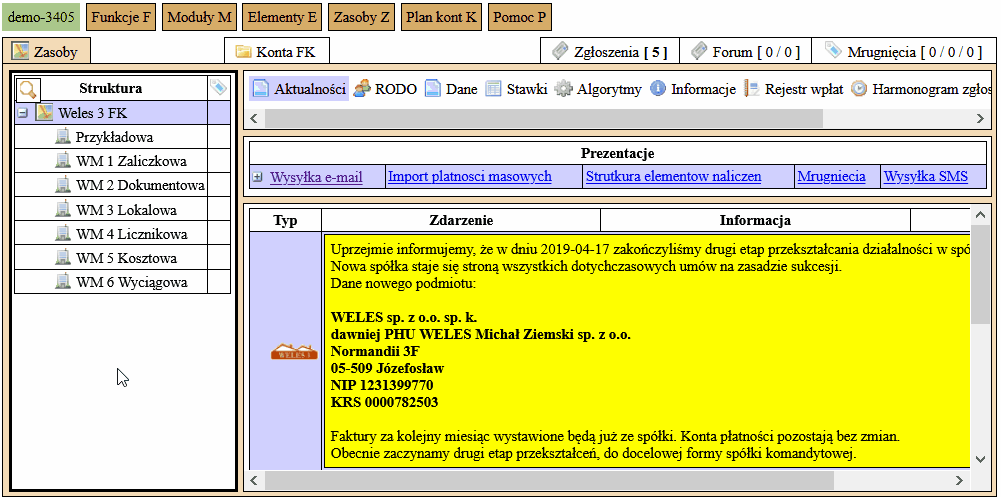 demo-3405 Funkcje F Moduły M Elementy E Zasoby Z Plan kont K Pomoc P
Zasoby Konta FK Zgłoszenia [ 5 ] Forum [ 0 / 0 ] Mrugnięcia [ 0 / 0 / 0 ]
Struktura
Weles 3 FK
Przykładowa
WM 1 Zaliczkowa
WM 2 Dokumentowa
WM 3 Lokalowa
WM 4 Licznikowa
WM 5 Kosztowa
WM 6 Wyciągowa
Aktualności RODO Dane Stawki Algorytmy Informacje Rejestr wpłat Harmonogram zgłos
Prezentacje
Wysyłka e-mail Import platnosci masowych Strutkura elementow naliczen Mrugniecia Wysyłka SMS
Typ Zdarzenie Informacja
WELES 3
Uprzejmie informujemy, że w dniu 2019-04-17 zakończyliśmy drugi etap przekształcania działalności w spó
Nowa spółka staje się stroną wszystkich dotychczasowych umów na zasadzie sukcesji.
Dane nowego podmiotu:
WELES sp. z o.o. sp. k.
dawniej PHU WELES Michał Ziemski sp. z o.o.
Normandii 3F
05-509 Józefosław
NIP 1231399770
KRS 0000782503
Faktury za kolejny miesiąc wystawione będą już ze spółki. Konta płatności pozostają bez zmian.
Obecnie zaczynamy drugi etap przekształceń, do docelowej formy spółki komandytowej.